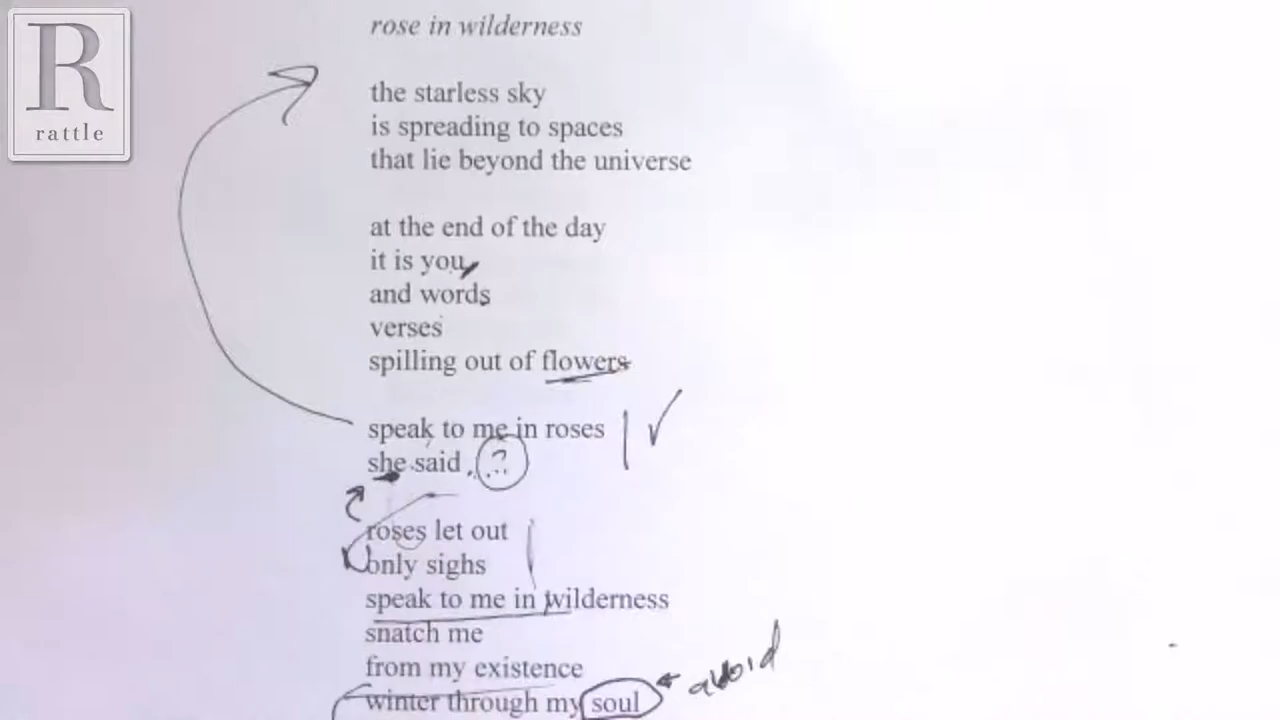 R
rattle
rose in wilderness
the starless sky
is spreading to spaces
that lie beyond the universe
at the end of the day
it is you,
and words
verses
spilling out of flowers
speak to me in roses
she said . ?
roses let out
only sighs
speak to me in wilderness
snatch me
from my existence
winter through my soul
avoid